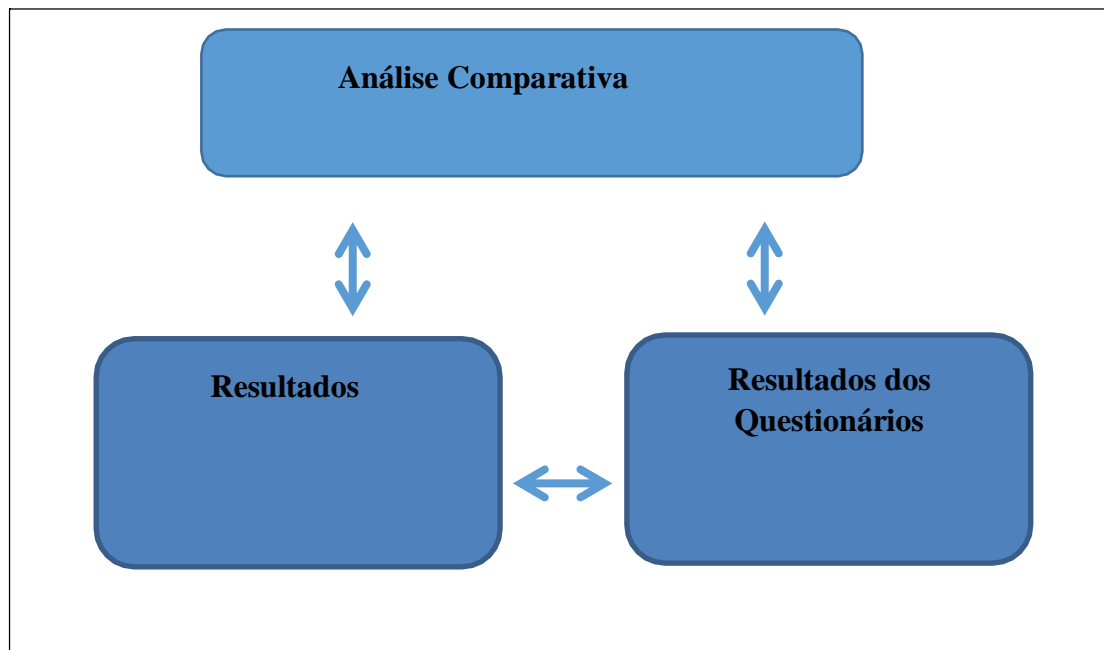 Análise Comparativa
Resultados
Resultados dos
Questionários